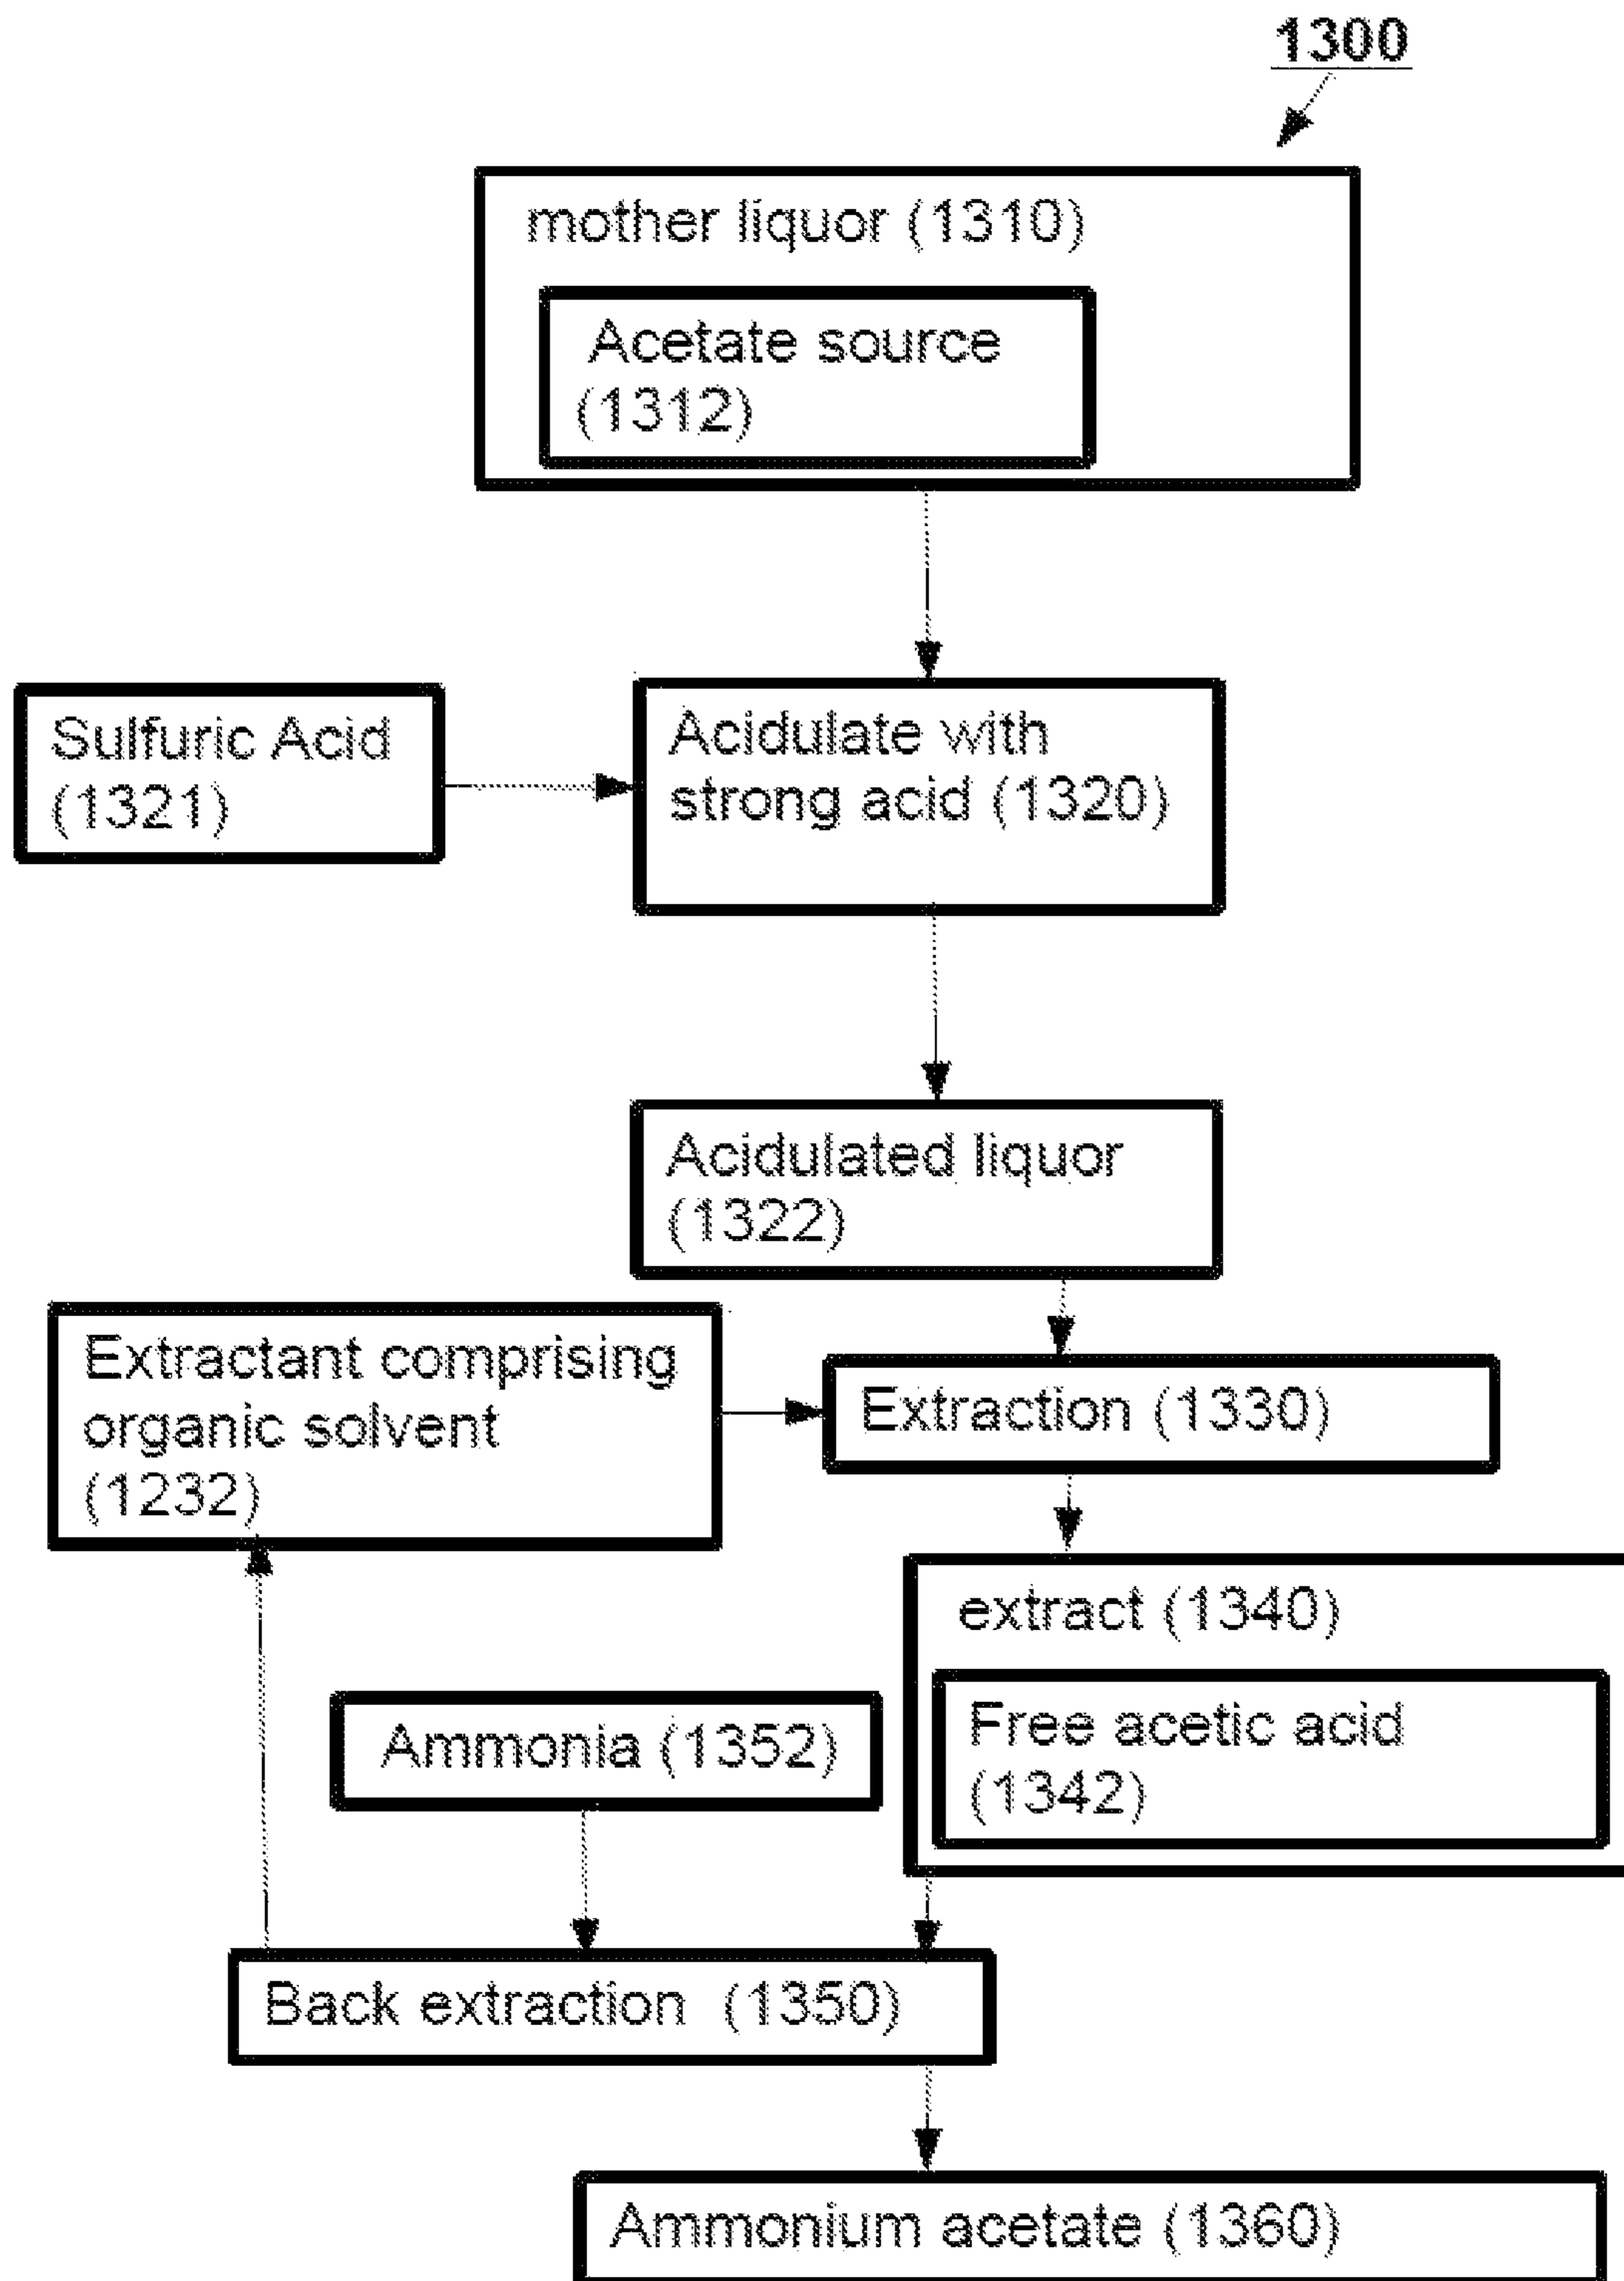 1300
mother liquor (1310)
Acetate source
(1312)
Sulfuric Acid
(1321)
Acidulate with
strong acid (1320)
Acidulated liquor
(1322)
Extractant comprising
organic solvent
(1232)
Extraction (1330)
extract (1340)
Free acetic acid
(1342)
Ammonia (1352)
Back extraction (1350)
Ammonium acetate (1360)